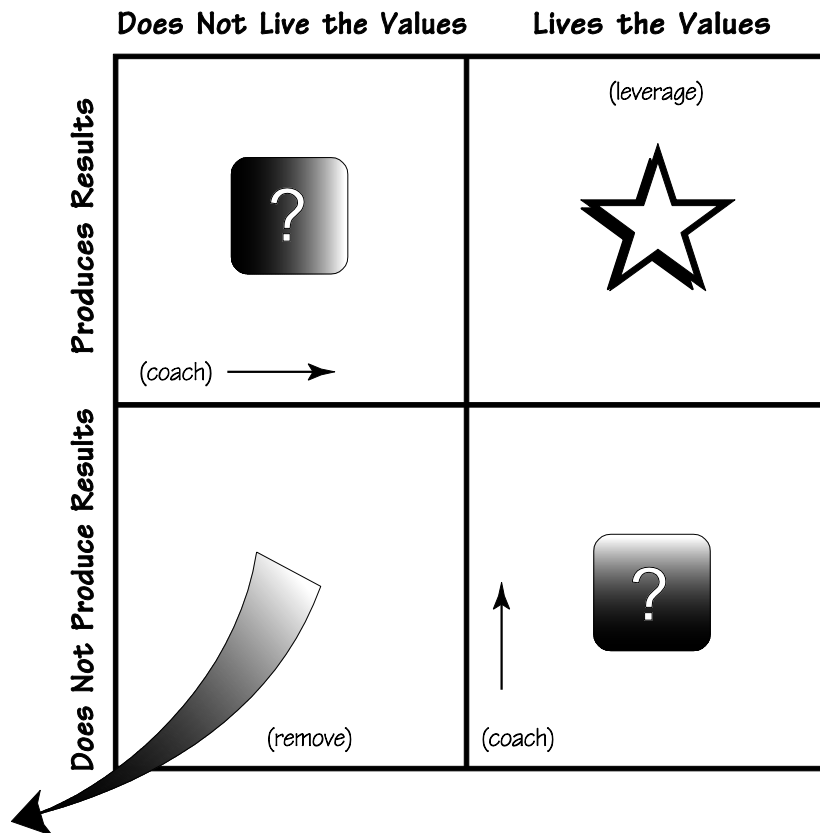 Does Not Live the Values
Lives the Values
Produces Results
(leverage)
?
(coach)
Does Not Produce Results
?
(remove)
(coach)